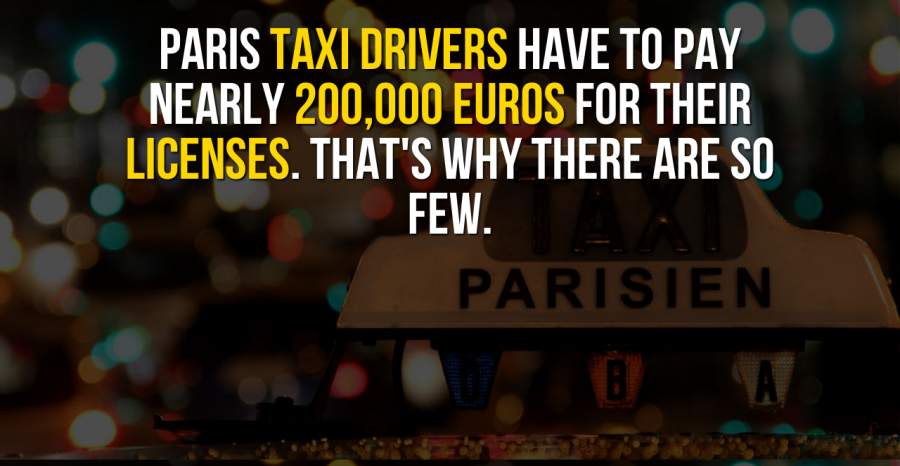 PARIS TAXI DRIVERS HAVE TO PAY
NEARLY 200,000 EUROS FOR THEIR
LICENSES. THAT'S WHY THERE ARE SO
FEW.
TAXI
PARISIEN
D B A